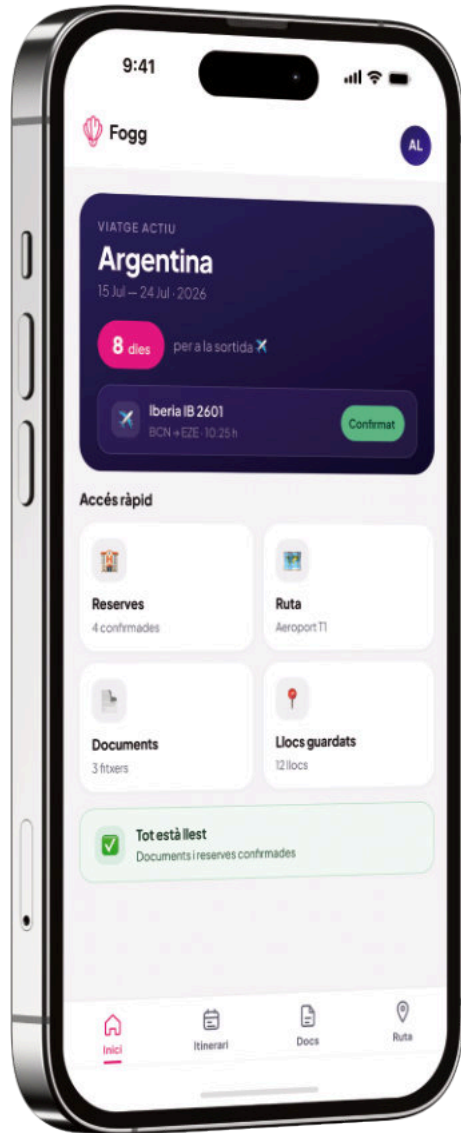 9:41
Fogg
AL
VIATGE ACTIU
Argentina
15 Jul — 24 Jul · 2026
8 dies
per a la sortida
Iberia IB 2601
BCN → EZE · 10:25 h
Confirmat
Accés ràpid
Reserves
4 confirmades
Ruta
Aeroport T1
Documents
3 fitxers
Llocs guardats
12 llocs
Tot està llest
Documents i reserves confirmades
Inici
Itinerari
Docs
Ruta